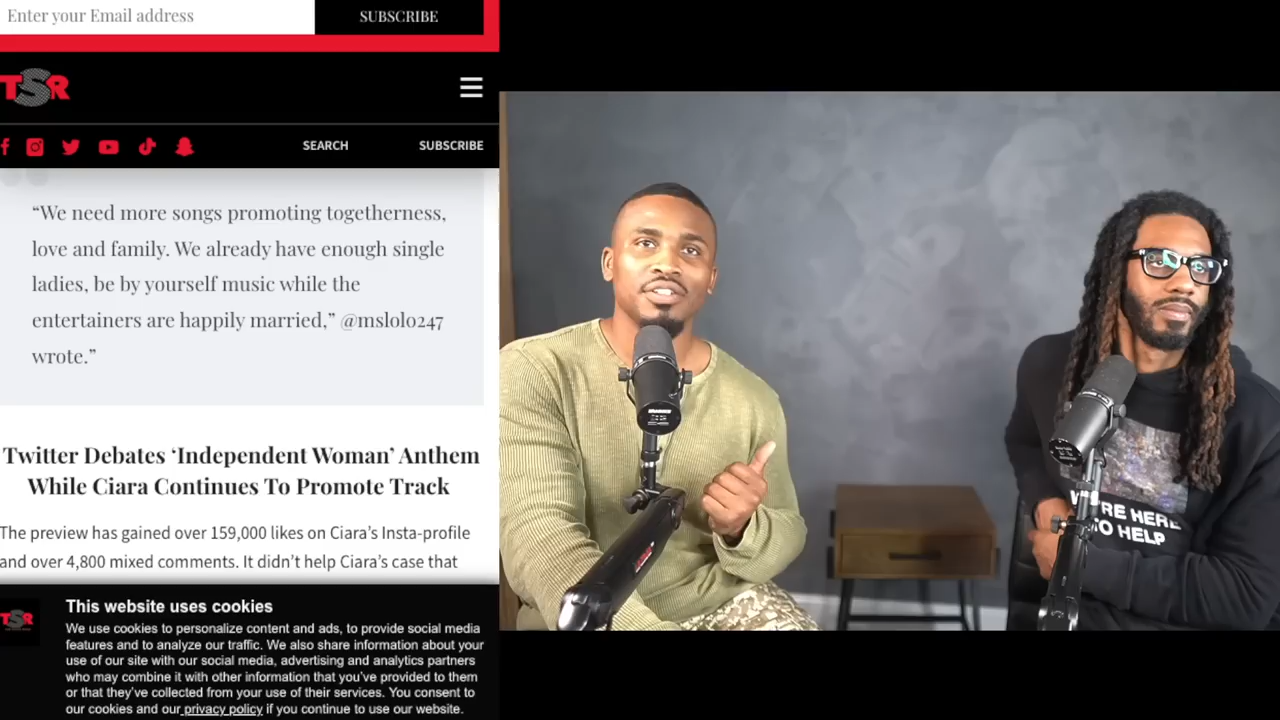 Enter your Email address
SUBSCRIBE
TSR
SEARCH
SUBSCRIBE
“We need more songs promoting togetherness,
love and family. We already have enough single
ladies, be by yourself music while the
entertainers are happily married,” @mslolo247
wrote.”
Twitter Debates ‘Independent Woman’ Anthem
While Ciara Continues To Promote Track
The preview has gained over 159,000 likes on Ciara’s Insta-profile
and over 4,800 mixed comments. It didn’t help Ciara’s case that
TSR
This website uses cookies
We use cookies to personalize content and ads, to provide social media
features and to analyze our traffic. We also share information about your
use of our site with our social media, advertising and analytics partners
who may combine it with other information that you’ve provided to them
or that they’ve collected from your use of their services. You consent to
our cookies and our privacy policy if you continue to use our website.
HERE
TO HELP